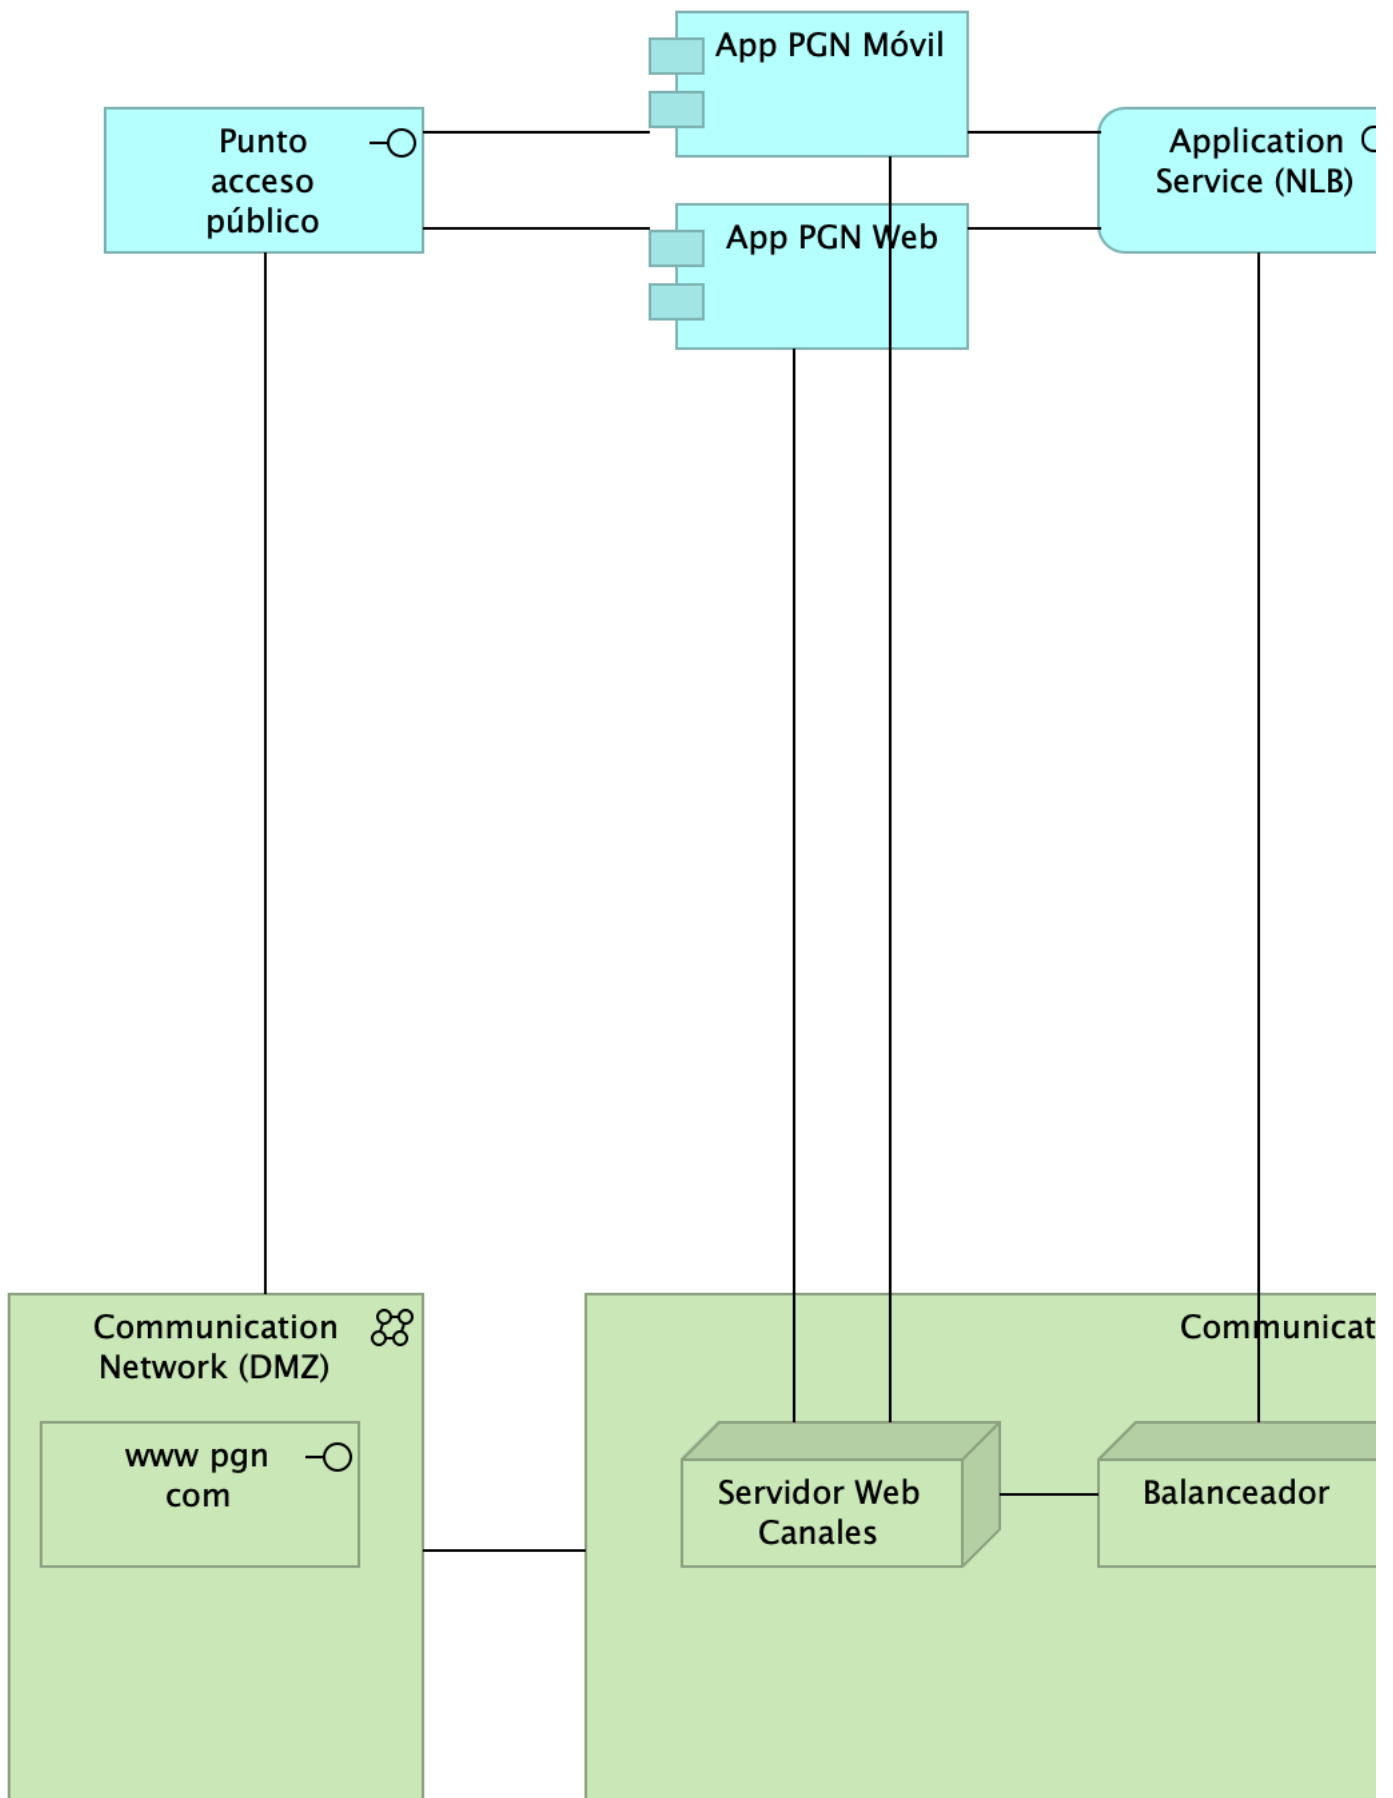 App PGN Móvil
Punto
acceso
público
Application
Service (NLB)
App PGN Web
Communication
Network (DMZ)
Communicat
www pgn
com
Servidor Web
Canales
Balanceador